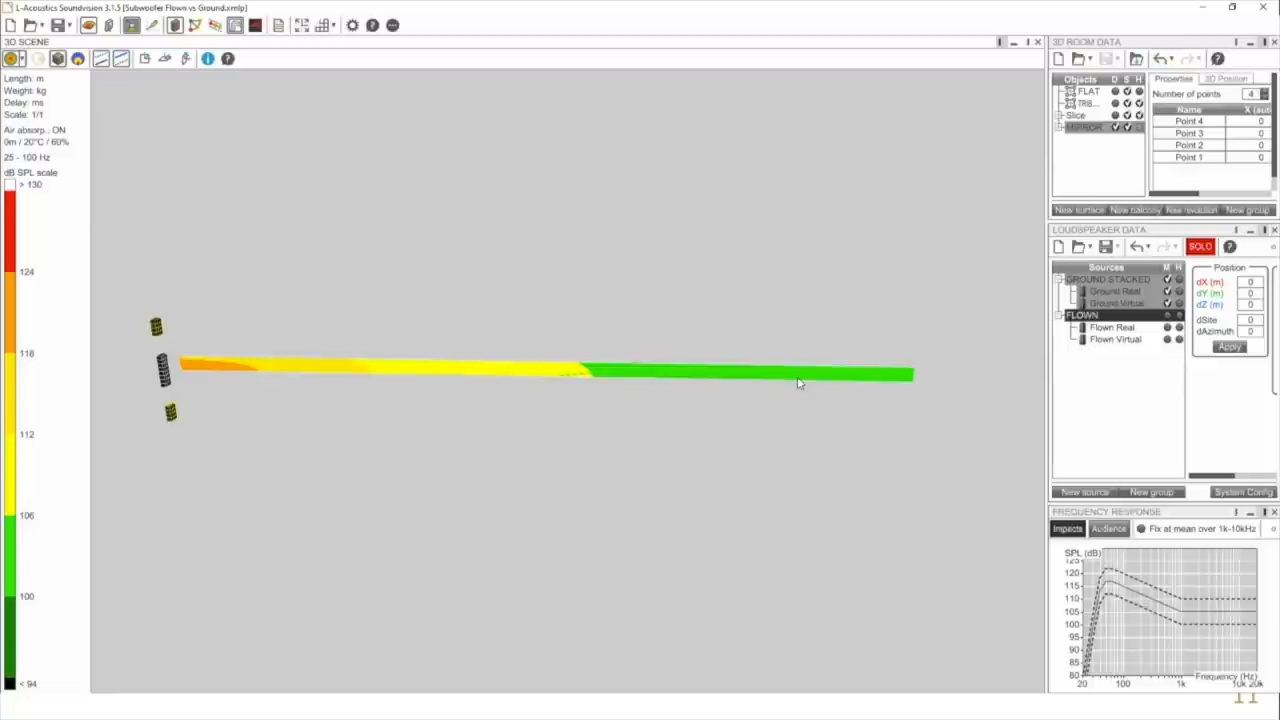 L-Acoustics Soundvision 3.1.5 [Subwoofer Flown vs Ground.xmlp]
3D SCENE
Length: m
Weight: kg
Delay: ms
Scale: 1/1
Air absorp.: ON
0m / 20°C / 60%
25 - 100 Hz
dB SPL scale
> 130
124
118
112
106
100
< 94
3D ROOM DATA
Objects D S H
FLAT
TRIB...
Slice
MIRROR
Properties 3D Position
Number of points 4
Name X (aut
Point 4 0
Point 3 0
Point 2 0
Point 1 0
New surface New balcony New revolution New group
LOUDSPEAKER DATA
SOLO
Sources M H
GROUND STACKED
Ground Real
Ground Virtual
FLOWN
Flown Real
Flown Virtual
Position
dX (m) 0
dY (m) 0
dZ (m) 0
dSite 0
dAzimuth 0
Apply
New source New group System Config
FREQUENCY RESPONSE
Impacts Audience Fix at mean over 1k-10kHz
SPL (dB)
125
120
115
110
105
100
95
90
85
80
Frequency (Hz)
20 100 1k 10k 20k